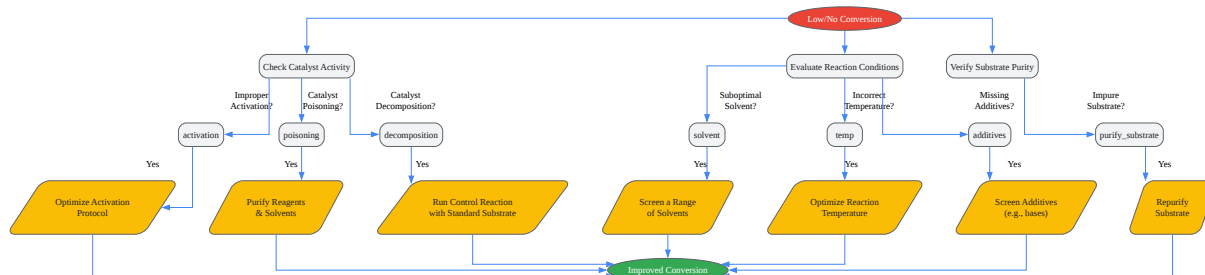 Low/No Conversion
Check Catalyst Activity
Evaluate Reaction Conditions
Verify Substrate Purity
Improper
Activation?
Catalyst
Poisoning?
Catalyst
Decomposition?
Suboptimal
Solvent?
Incorrect
Temperature?
Missing
Additives?
Impure
Substrate?
activation
poisoning
decomposition
solvent
temp
additives
purify_substrate
Yes
Yes
Yes
Yes
Yes
Yes
Yes
Optimize Activation
Protocol
Purify Reagents
& Solvents
Run Control Reaction
with Standard Substrate
Screen a Range
of Solvents
Optimize Reaction
Temperature
Screen Additives
(e.g., bases)
Repurify
Substrate
Improved Conversion